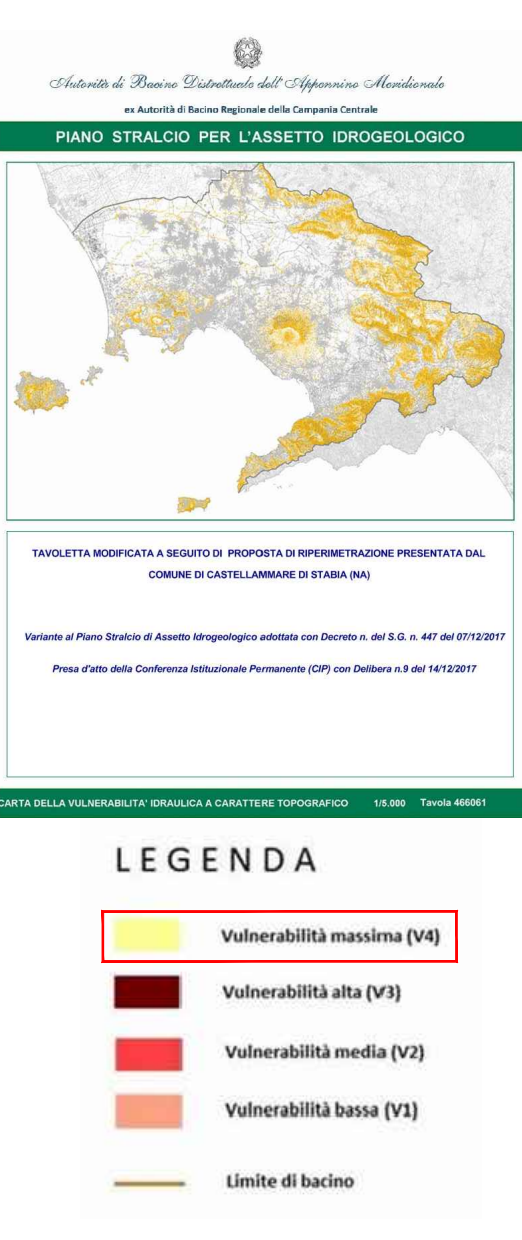 Autorità di Bacino Distrettuale dell'Appennino Meridionale
ex Autorità di Bacino Regionale della Campania Centrale
PIANO STRALCIO PER L'ASSETTO IDROGEOLOGICO
TAVOLETTA MODIFICATA A SEGUITO DI PROPOSTA DI RIPERIMETRAZIONE PRESENTATA DAL
COMUNE DI CASTELLAMMARE DI STABIA (NA)
Variante al Piano Stralcio di Assetto Idrogeologico adottata con Decreto n. del S.G. n. 447 del 07/12/2017
Presa d'atto della Conferenza Istituzionale Permanente (CIP) con Delibera n.9 del 14/12/2017
CARTA DELLA VULNERABILITA' IDRAULICA A CARATTERE TOPOGRAFICO 1/5.000 Tavola 466061
LEGENDA
Vulnerabilità massima (V4)
Vulnerabilità alta (V3)
Vulnerabilità media (V2)
Vulnerabilità bassa (V1)
Limite di bacino